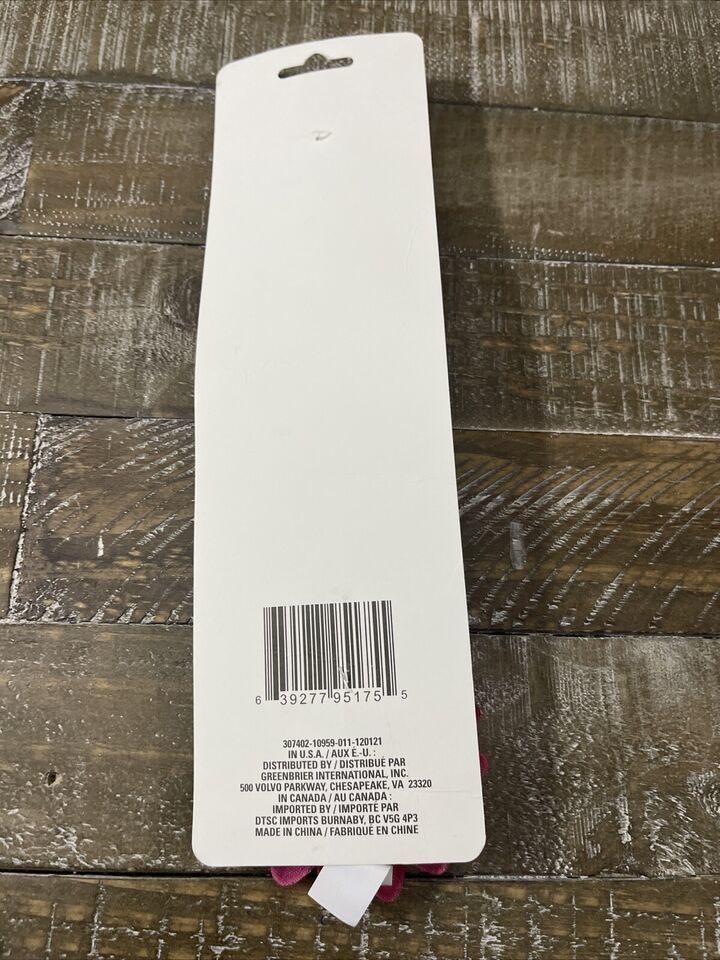 6 39277 95175 5
307402-10959-011-120121
IN U.S.A. / AUX É.-U. :
DISTRIBUTED BY / DISTRIBUÉ PAR
GREENBRIER INTERNATIONAL, INC.
500 VOLVO PARKWAY, CHESAPEAKE, VA 23320
IN CANADA / AU CANADA :
IMPORTED BY / IMPORTÉ PAR
DTSC IMPORTS BURNABY, BC V5G 4P3
MADE IN CHINA / FABRIQUÉ EN CHINE